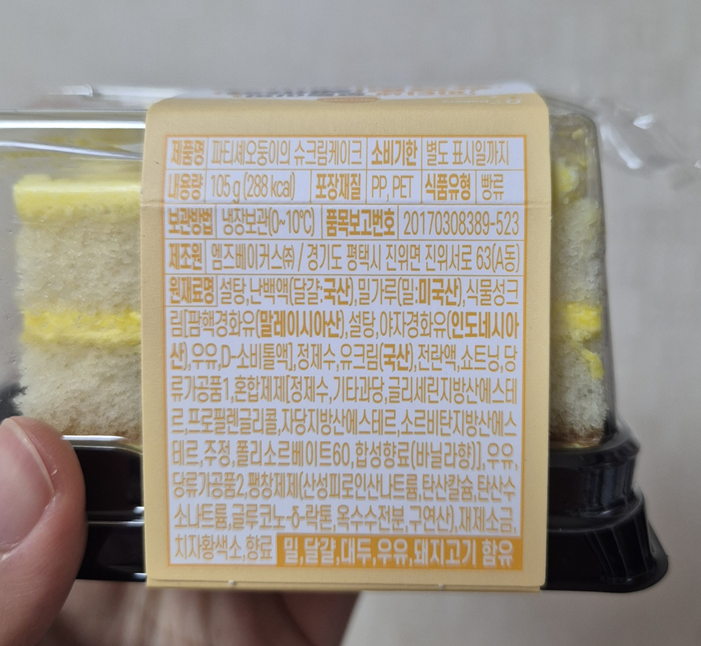 제품명 파티셰오둥이의 슈크림케이크 소비기한 별도 표시일까지
내용량 105 g (288 kcal) 포장재질 PP, PET 식품유형 빵류
보관방법 냉장보관(0~10℃) 품목보고번호 20170308389-523
제조원 엠즈베이커스㈜ / 경기도 평택시 진위면 진위서로 63(A동)
원재료명 설탕,난백액(달걀:국산),밀가루(밀:미국산),식물성크
림[팜핵경화유(말레이시아산),설탕,야자경화유(인도네시아
산),우유,D-소비톨액], 정제수,유크림(국산),전란액,쇼트닝,당
류가공품1,혼합제제[정제수,기타과당,글리세린지방산에스테
르,프로필렌글리콜,자당지방산에스테르,소르비탄지방산에스
테르,주정,폴리소르베이트60,합성향료(바닐라향)],우유,
당류가공품2,팽창제제(산성피로인산나트륨,탄산칼슘,탄산수
소나트륨,글루코노-δ-락톤,옥수수전분,구연산),재제소금,
치자황색소,향료 밀,달걀,대두,우유,돼지고기 함유